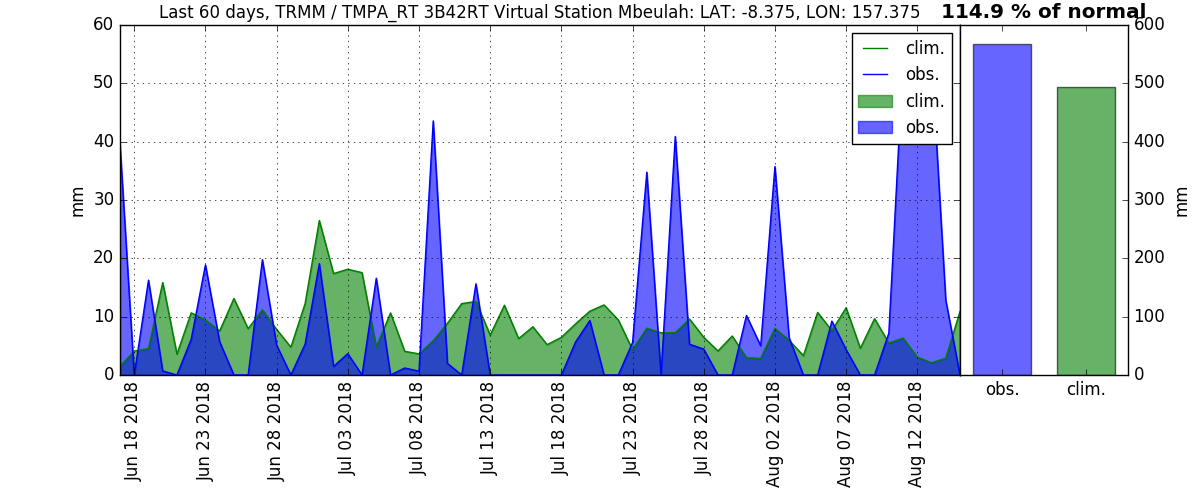 Last 60 days, TRMM / TMPA_RT 3B42RT Virtual Station Mbeulah: LAT: -8.375, LON: 157.375
114.9 % of normal
60
50
40
30
20
10
0
mm
clim.
obs.
clim.
obs.
600
500
400
300
200
100
0
mm
Jun 18 2018
Jun 23 2018
Jun 28 2018
Jul 03 2018
Jul 08 2018
Jul 13 2018
Jul 18 2018
Jul 23 2018
Jul 28 2018
Aug 02 2018
Aug 07 2018
Aug 12 2018
obs.
clim.